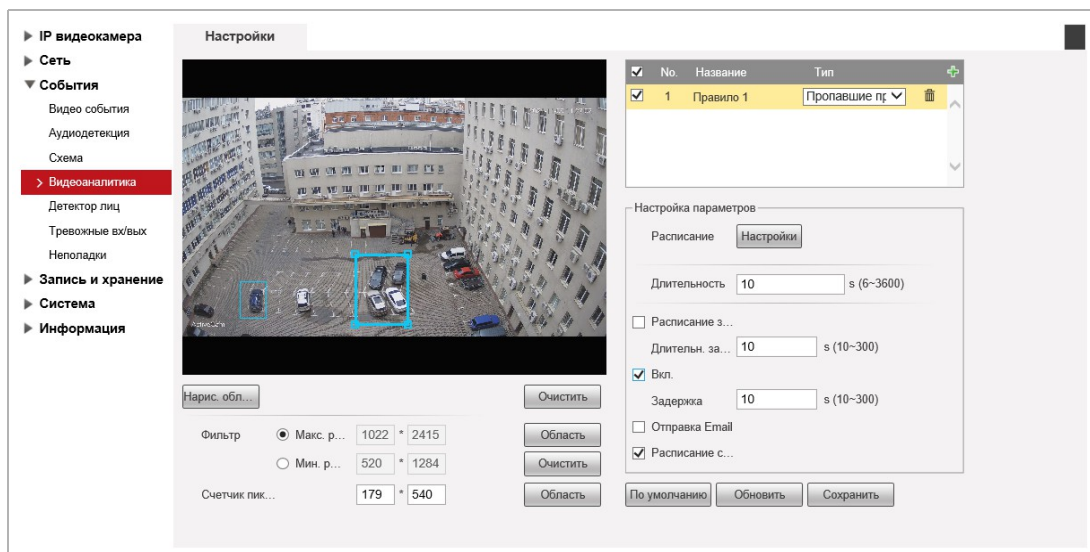 IP видеокамера
Сеть
События
Видео события
Аудиодетекция
Схема
Видеоаналитика
Детектор лиц
Тревожные вх/вых
Неполадки
Запись и хранение
Система
Информация
Настройки
ActiveCam
Нарис. обл...
Очистить
Фильтр Макс. р... 1022 * 2415 Область
Мин. р... 520 * 1284 Очистить
Счетчик пик... 179 * 540 Область
No. Название Тип
1 Правило 1 Пропавшие пр
Настройка параметров
Расписание Настройки
Длительность 10 s (6~3600)
Расписание з...
Длительн. за... 10 s (10~300)
Вкл.
Задержка 10 s (10~300)
Отправка Email
Расписание с...
По умолчанию Обновить Сохранить